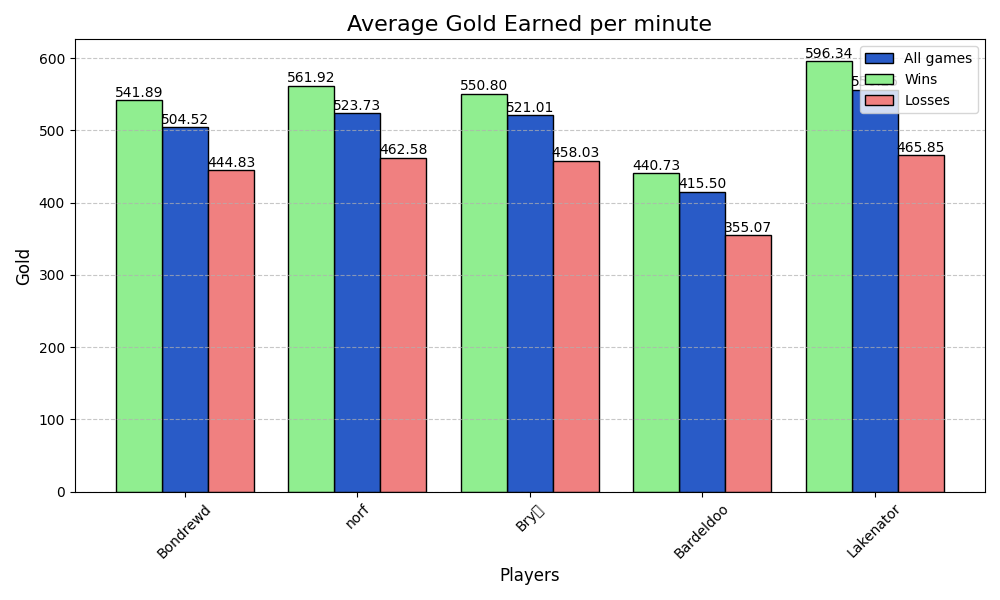 Average Gold Earned per minute
Gold
600
500
400
300
200
100
0
541.89
504.52
444.83
561.92
523.73
462.58
550.80
521.01
458.03
440.73
415.50
355.07
596.34
465.85
All games
Wins
Losses
Bondrewd
norf
Bry
Bardeldoo
Lakenator
Players